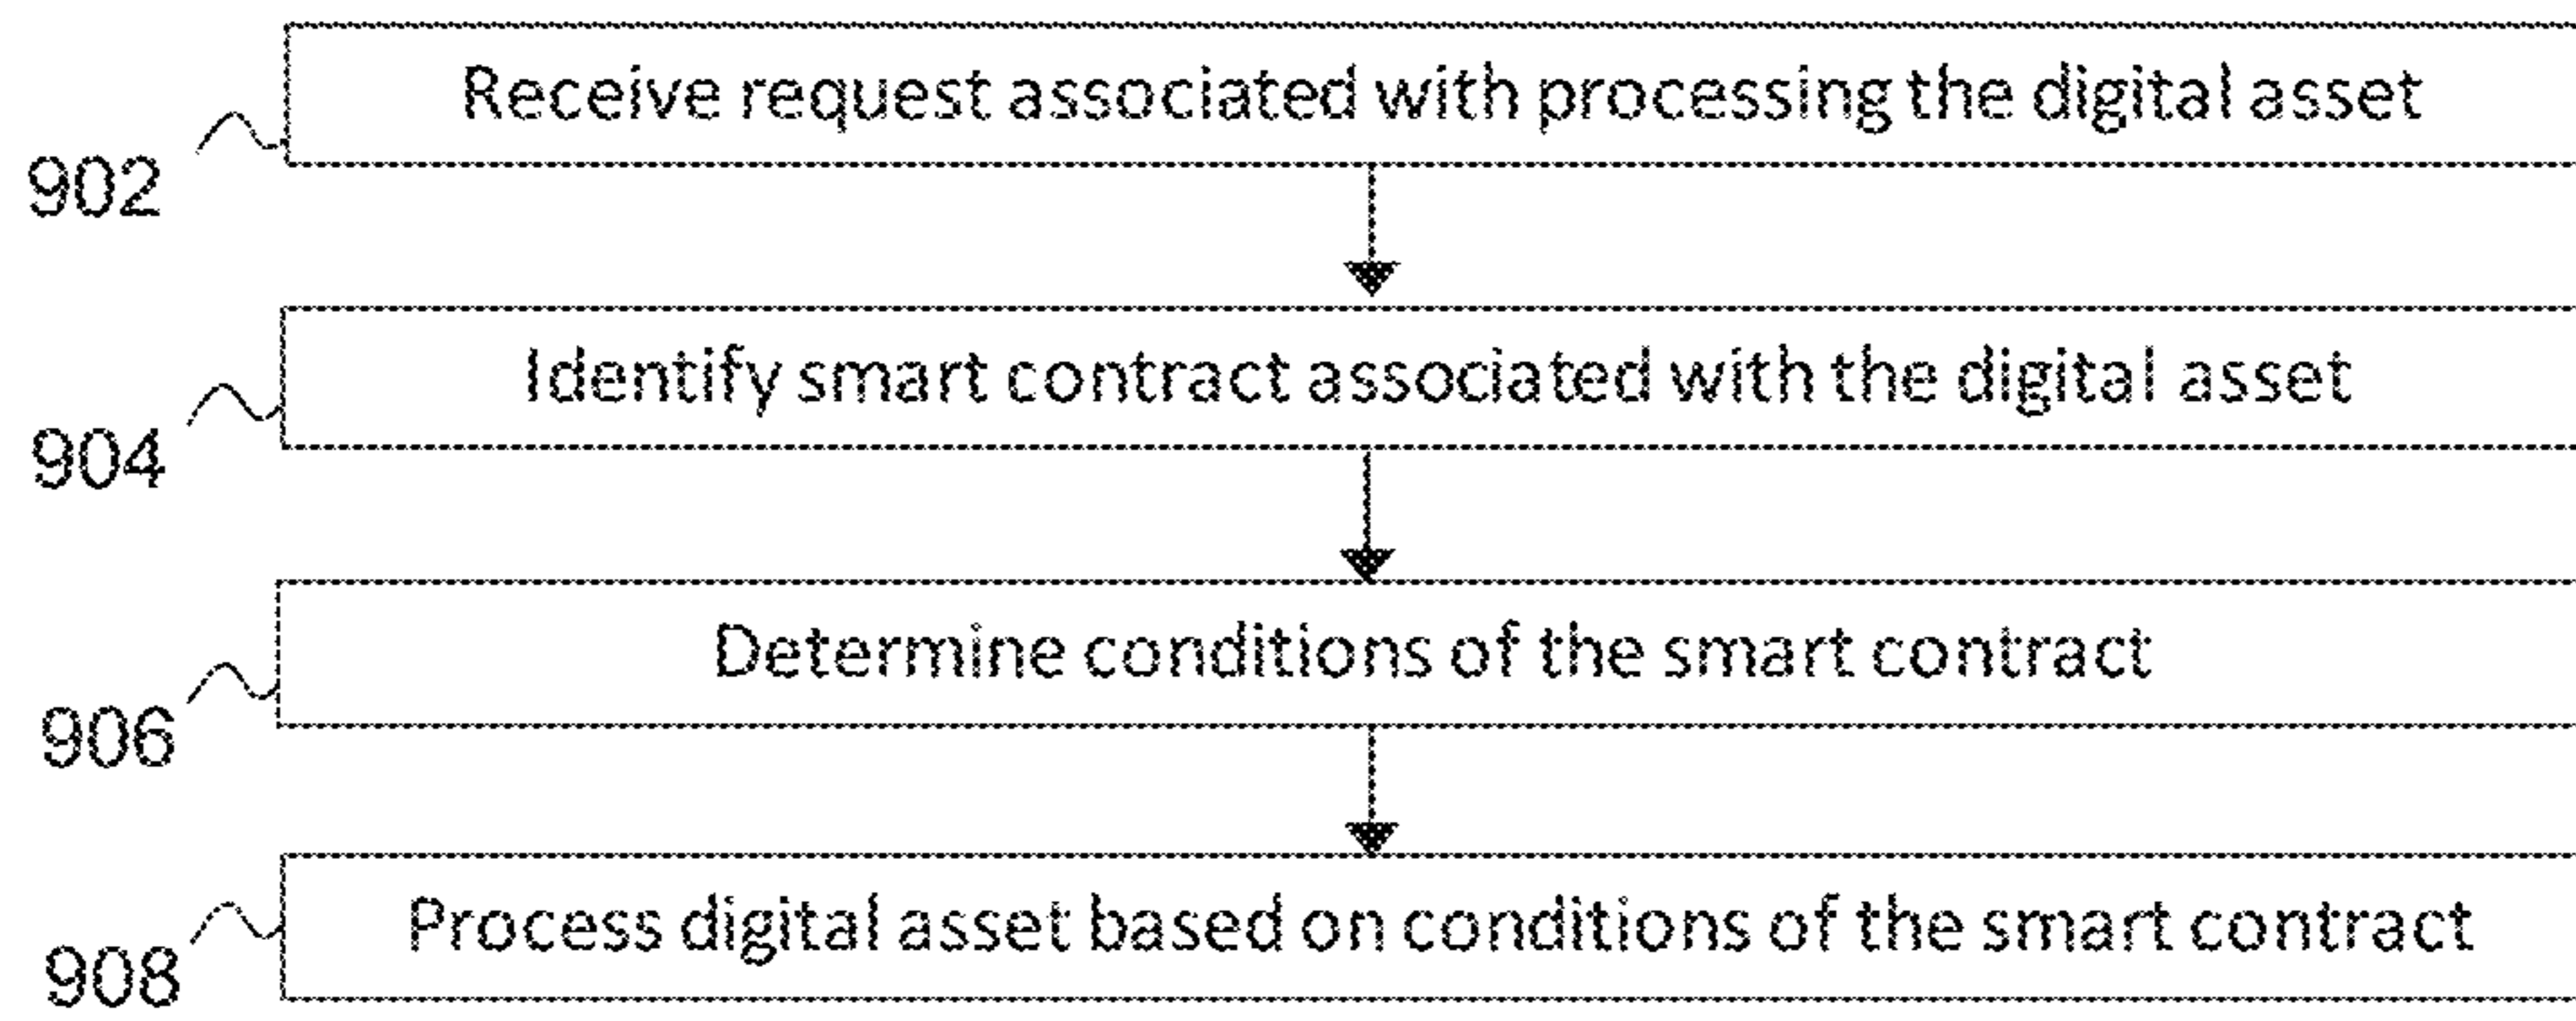 Receive request associated with processing the digital asset
902
Identify smart contract associated with the digital asset
904
Determine conditions of the smart contract
906
Process digital asset based on conditions of the smart contract
908